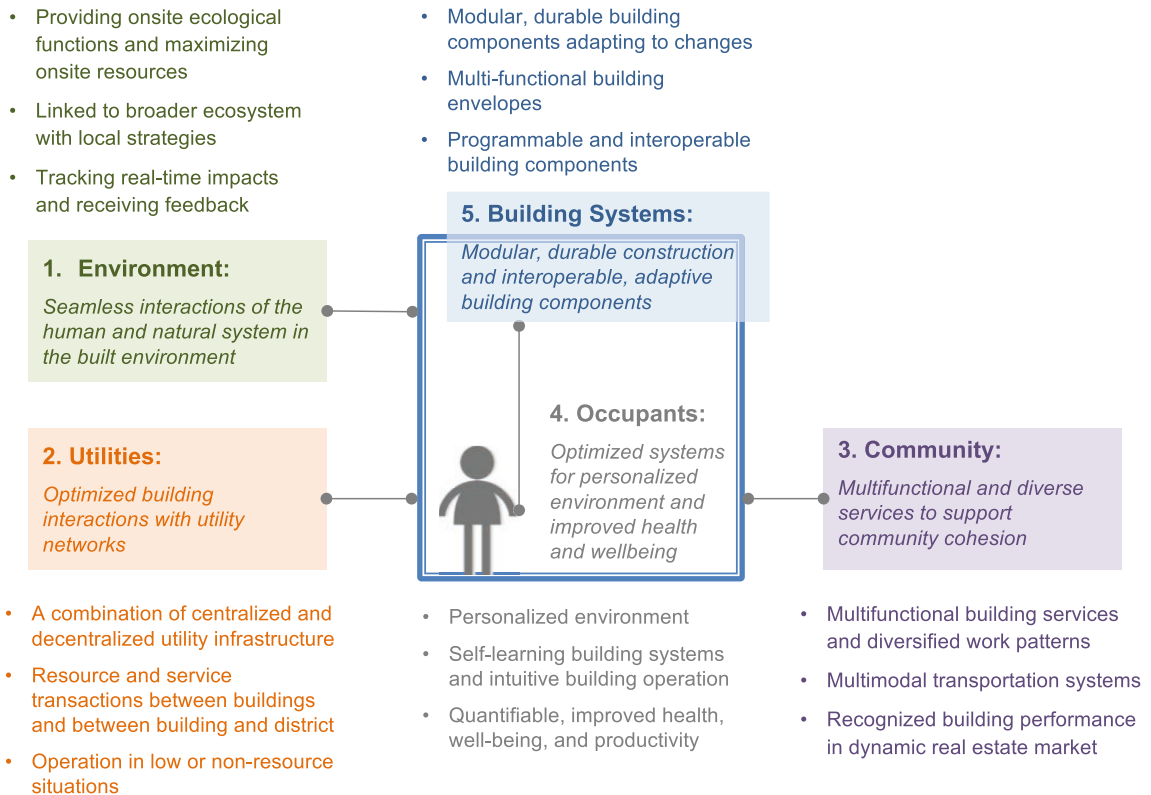 • Providing onsite ecological
functions and maximizing
onsite resources
• Linked to broader ecosystem
with local strategies
• Tracking real-time impacts
and receiving feedback
1. Environment:
Seamless interactions of the
human and natural system in
the built environment
• Modular, durable building
components adapting to changes
• Multi-functional building
envelopes
• Programmable and interoperable
building components
5. Building Systems:
Modular, durable construction
and interoperable, adaptive
building components
2. Utilities:
Optimized building
interactions with utility
networks
• A combination of centralized and
decentralized utility infrastructure
• Resource and service
transactions between buildings
and between building and district
• Operation in low or non-resource
situations
4. Occupants:
Optimized systems
for personalized
environment and
improved health
and wellbeing
• Personalized environment
• Self-learning building systems
and intuitive building operation
• Quantifiable, improved health,
well-being, and productivity
3. Community:
Multifunctional and diverse
services to support
community cohesion
• Multifunctional building services
and diversified work patterns
• Multimodal transportation systems
• Recognized building performance
in dynamic real estate market